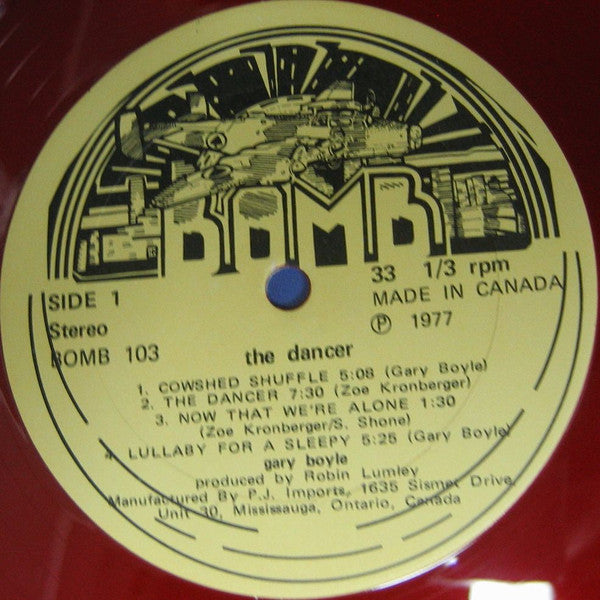 BOMB
SIDE 1
33 1/3 rpm
Stereo
MADE IN CANADA
BOMB 103
℗ 1977
the dancer
1. COWSHED SHUFFLE 5:08 (Gary Boyle)
2. THE DANCER 7:30 (Zoe Kronberger)
3. NOW THAT WE'RE ALONE 1:30
(Zoe Kronberger/S. Shone)
4. LULLABY FOR A SLEEPY 5:25 (Gary Boyle)
gary boyle
produced by Robin Lumley
Manufactured By P.J. Imports, 1635 Sismet Drive,
Unit 30, Mississauga, Ontario, Canada